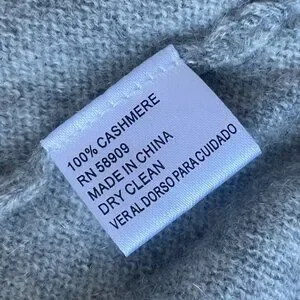 100% CASHMERE
RN 58909
MADE IN CHINA
DRY CLEAN
VER AL DORSO PARA CUIDADO